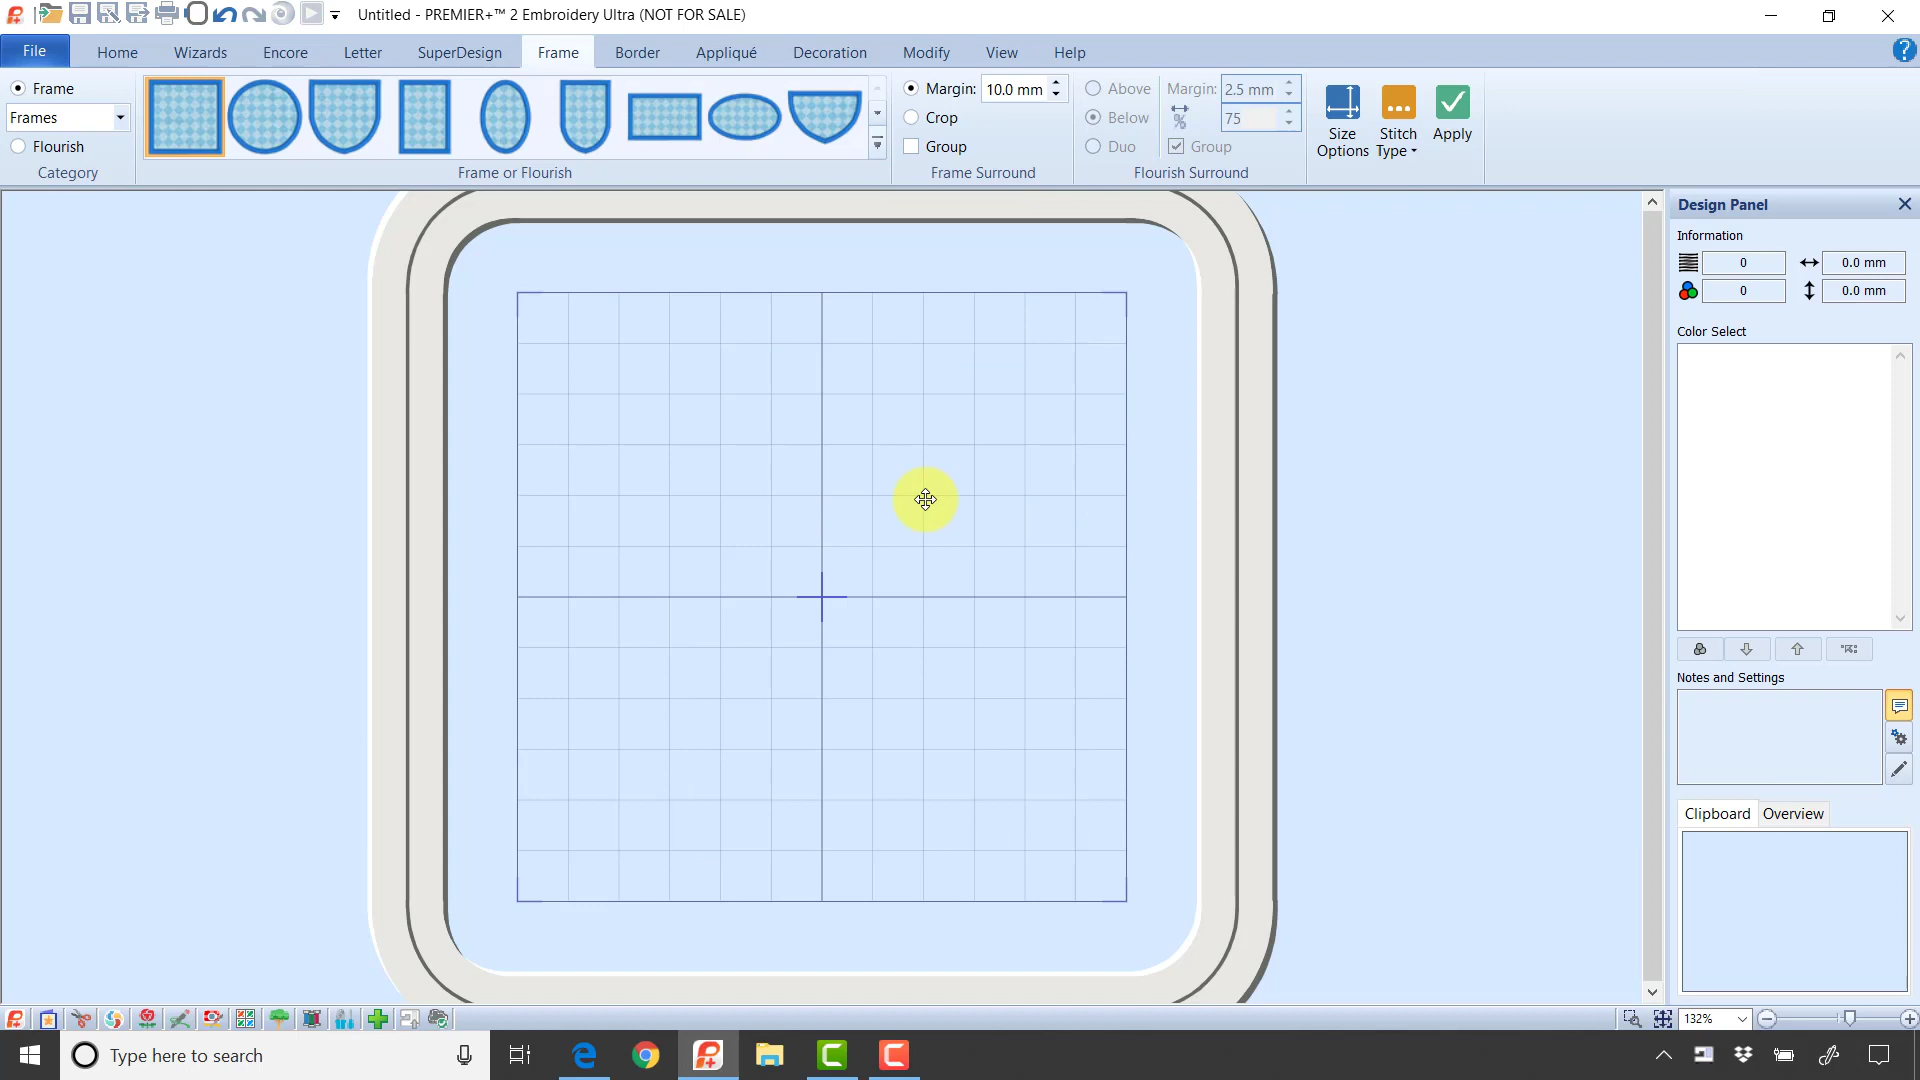 Untitled - PREMIER+™ 2 Embroidery Ultra (NOT FOR SALE)
File
Home
Wizards
Encore
Letter
SuperDesign
Frame
Border
Appliqué
Decoration
Modify
View
Help
Frame
Frames
Flourish
Category
Frame or Flourish
Margin: 10.0 mm
Crop
Group
Frame Surround
Above
Below
Duo
Margin: 2.5 mm
% 75
Group
Flourish Surround
Size
Options
Stitch
Type
Apply
Design Panel
Information
0
0.0 mm
0
0.0 mm
Color Select
Notes and Settings
Clipboard
Overview
132%
Type here to search